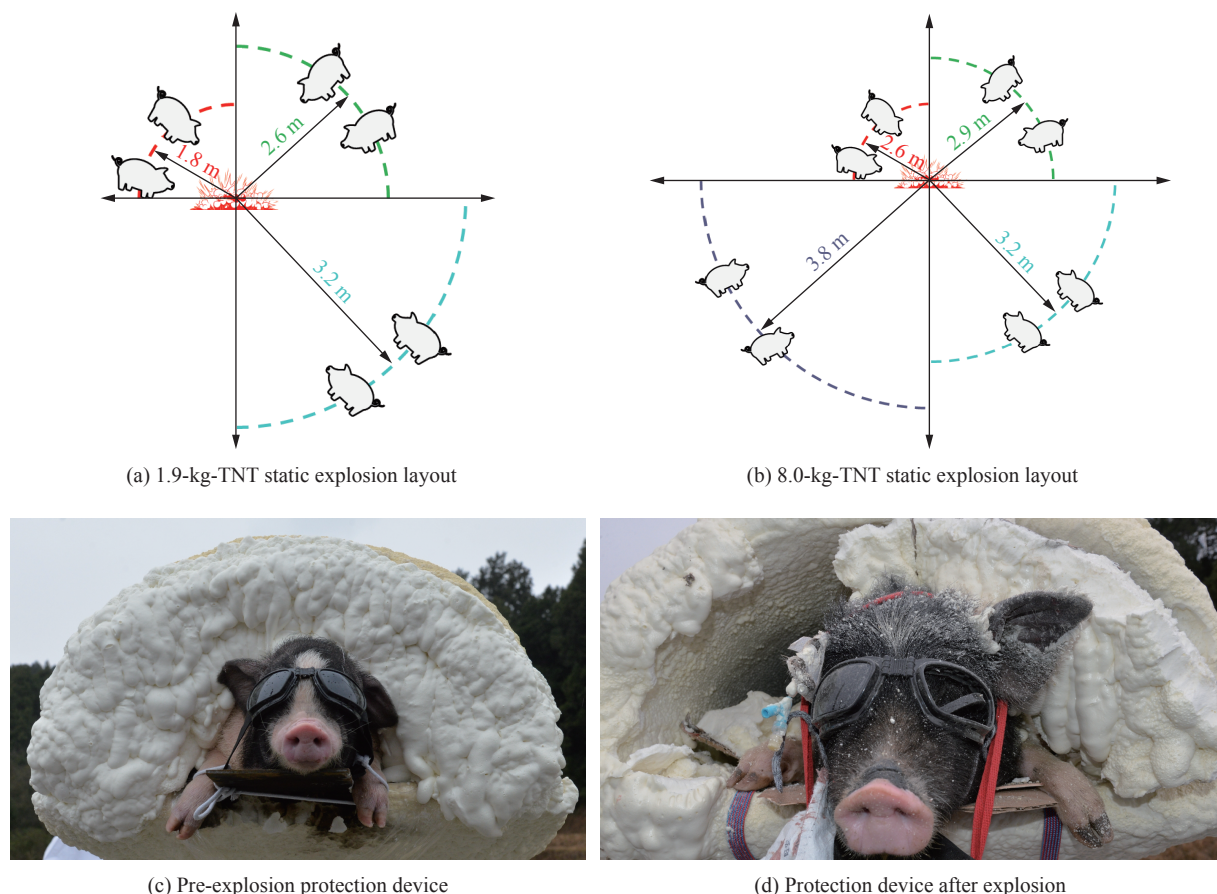 1.8 m
2.6 m
3.2 m
(a) 1.9-kg-TNT static explosion layout
2.6 m
2.9 m
3.8 m
3.2 m
(b) 8.0-kg-TNT static explosion layout
(c) Pre-explosion protection device
(d) Protection device after explosion